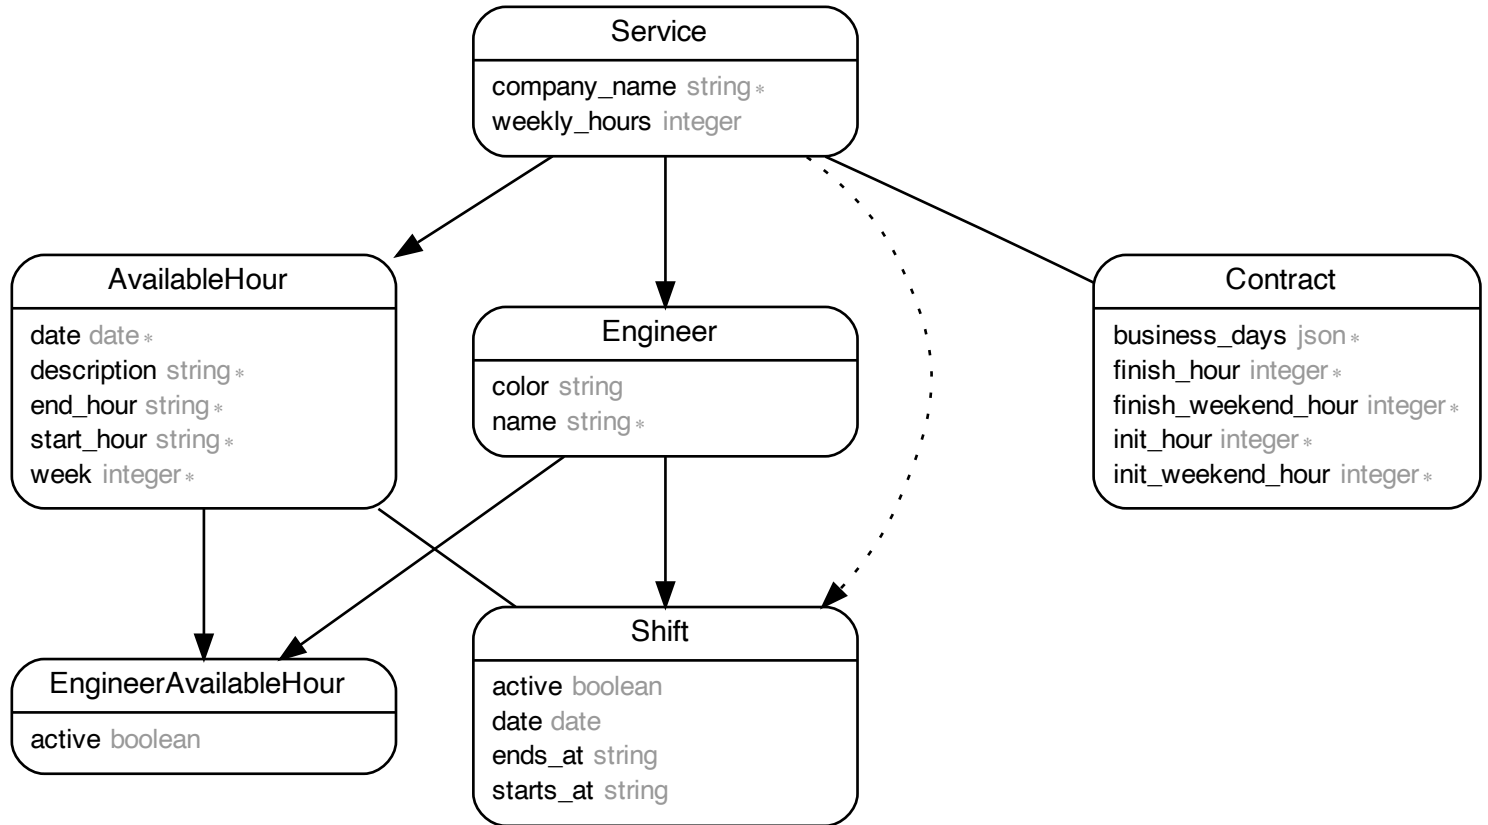 Service
company_name string *
weekly_hours integer
AvailableHour
date date *
description string *
end_hour string *
start_hour string *
week integer *
Engineer
color string
name string *
Contract
business_days json *
finish_hour integer *
finish_weekend_hour integer *
init_hour integer *
init_weekend_hour integer *
EngineerAvailableHour
active boolean
Shift
active boolean
date date
ends_at string
starts_at string